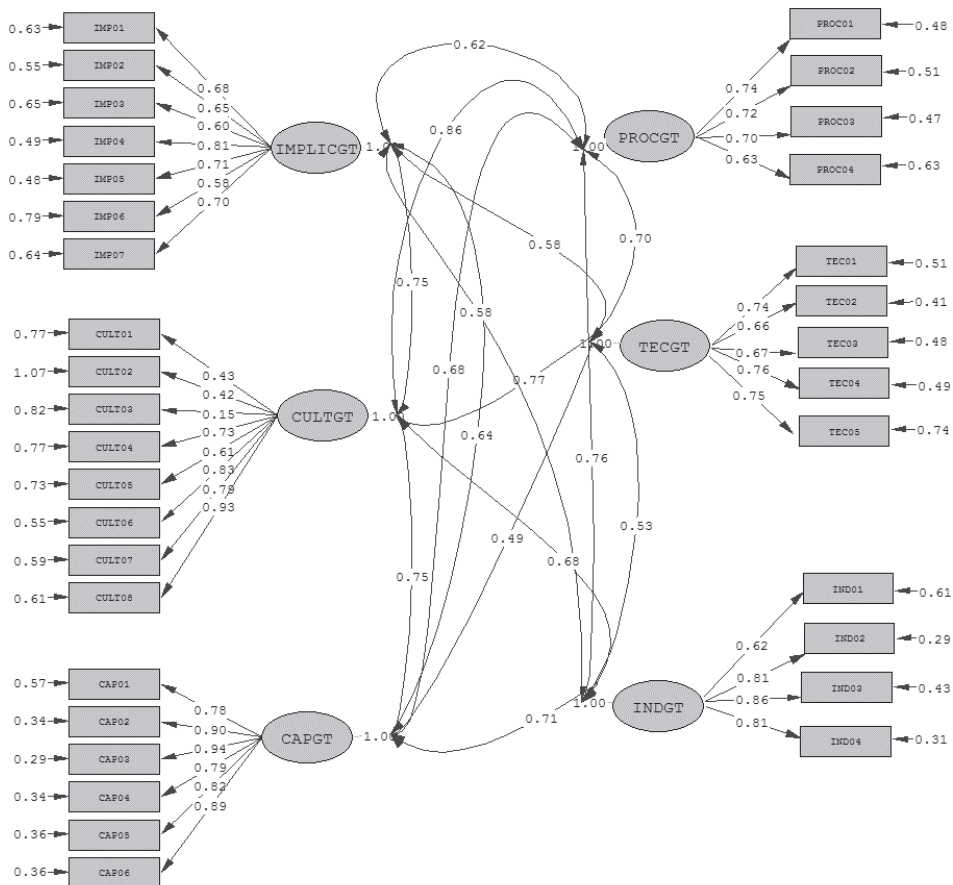 0.63 IMP01
0.55 IMP02
0.65 IMP03
0.49 IMP04
0.48 IMP05
0.79 IMP06
0.64 IMP07
0.68
0.65
0.60
0.81
0.71
0.58
0.70
IMPLICGT
0.77 CULT01
1.07 CULT02
0.82 CULT03
0.77 CULT04
0.73 CULT05
0.55 CULT06
0.59 CULT07
0.61 CULT08
0.43
0.42
0.15
0.73
0.61
0.83
0.79
0.93
CULTGT 1.00
0.57 CAP01
0.34 CAP02
0.29 CAP03
0.34 CAP04
0.36 CAP05
0.36 CAP06
0.78
0.90
0.94
0.79
0.82
0.89
CAPGT 1.00
0.62
0.86
0.58
0.70
0.75
0.58
0.68
0.77
0.64
0.76
0.49
0.53
0.68
0.75
0.71
PROC01 0.48
PROC02 0.51
PROC03 0.47
PROC04 0.63
0.74
0.72
0.70
0.63
1.00 PROCGT
TEC01 0.51
TEC02 0.41
TEC03 0.48
TEC04 0.49
TEC05 0.74
0.74
0.66
0.67
0.76
0.75
1.00 TECGT
IND01 0.61
IND02 0.29
IND03 0.43
IND04 0.31
0.62
0.81
0.86
0.81
1.00 INDGT